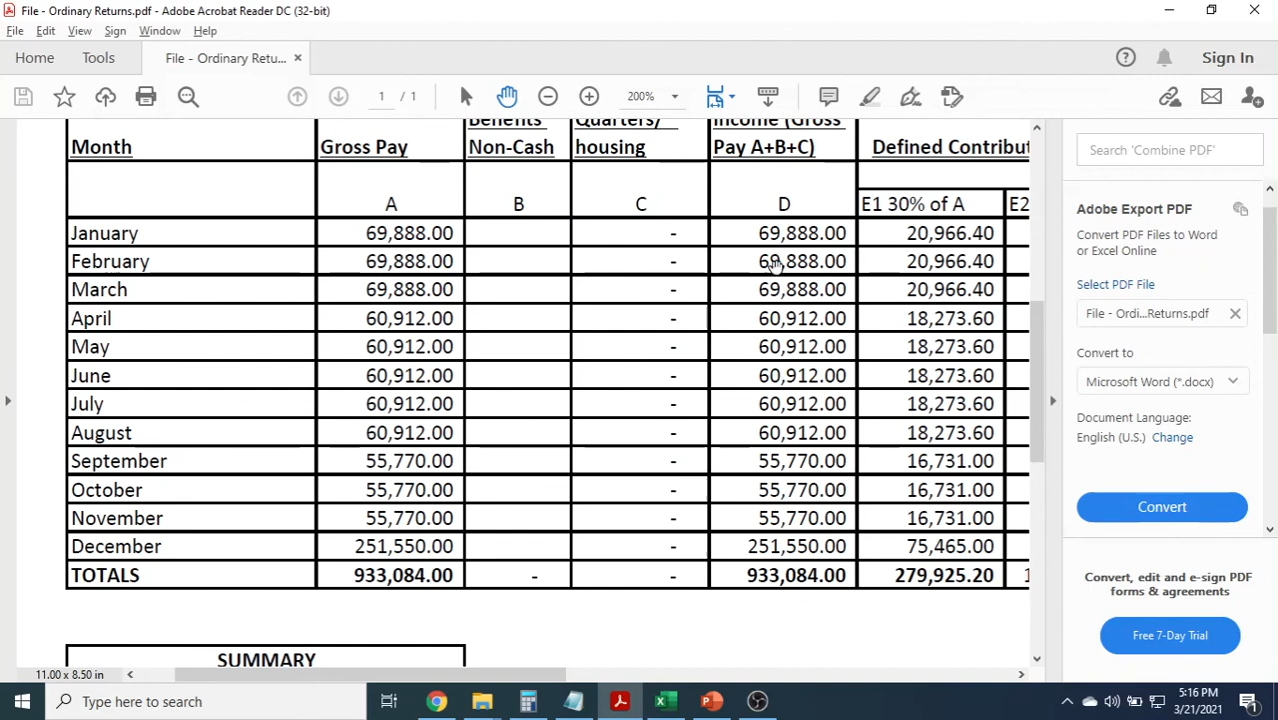 File - Ordinary Returns.pdf - Adobe Acrobat Reader DC (32-bit)
File Edit View Sign Window Help
Home Tools File - Ordinary Retu... × Sign In
1 / 1 200%
Benefits Quarters/ Income (Gross
Month Gross Pay Non-Cash housing Pay A+B+C) Defined Contribut
A B C D E1 30% of A E2
January 69,888.00 - 69,888.00 20,966.40
February 69,888.00 - 69,888.00 20,966.40
March 69,888.00 - 69,888.00 20,966.40
April 60,912.00 - 60,912.00 18,273.60
May 60,912.00 - 60,912.00 18,273.60
June 60,912.00 - 60,912.00 18,273.60
July 60,912.00 - 60,912.00 18,273.60
August 60,912.00 - 60,912.00 18,273.60
September 55,770.00 - 55,770.00 16,731.00
October 55,770.00 - 55,770.00 16,731.00
November 55,770.00 - 55,770.00 16,731.00
December 251,550.00 - 251,550.00 75,465.00
TOTALS 933,084.00 - - 933,084.00 279,925.20 1
SUMMARY
11.00 x 8.50 in
Search 'Combine PDF'
Adobe Export PDF
Convert PDF Files to Word
or Excel Online
Select PDF File
File - Ordi...Returns.pdf ×
Convert to
Microsoft Word (*.docx)
Document Language:
English (U.S.) Change
Convert
Convert, edit and e-sign PDF
forms & agreements
Free 7-Day Trial
Type here to search
5:16 PM
3/21/2021
1